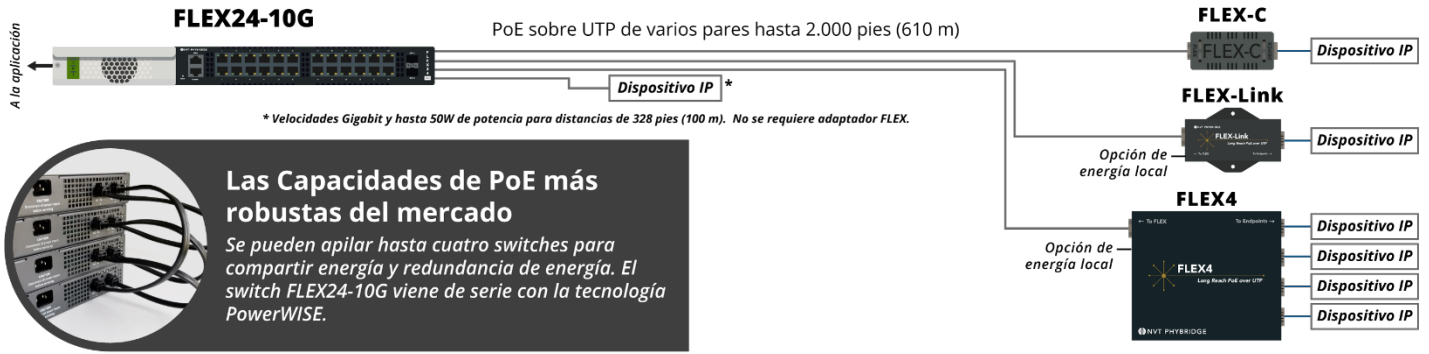 FLEX24-10G
PoE sobre UTP de varios pares hasta 2.000 pies (610 m)
FLEX-C
A la aplicación
NVT PHYBRIDGE
FLEX-C
Dispositivo IP
Dispositivo IP *
* Velocidades Gigabit y hasta 50W de potencia para distancias de 328 pies (100 m). No se requiere adaptador FLEX.
FLEX-Link
NVT PHYBRIDGE
FLEX-Link
Long Reach PoE over UTP
Dispositivo IP
Opción de
energía local
Las Capacidades de PoE más
robustas del mercado
Se pueden apilar hasta cuatro switches para
compartir energía y redundancia de energía. El
switch FLEX24-10G viene de serie con la tecnología
PowerWISE.
FLEX4
← To FLEX
To Endpoints →
Opción de
energía local
FLEX4
Long Reach PoE over UTP
NVT PHYBRIDGE
Dispositivo IP
Dispositivo IP
Dispositivo IP
Dispositivo IP